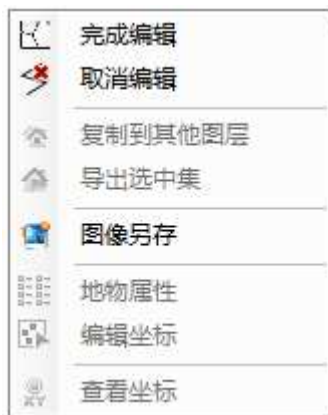 完成编辑
取消编辑
复制到其他图层
导出选中集
图像另存
地物属性
编辑坐标
XY
查看坐标